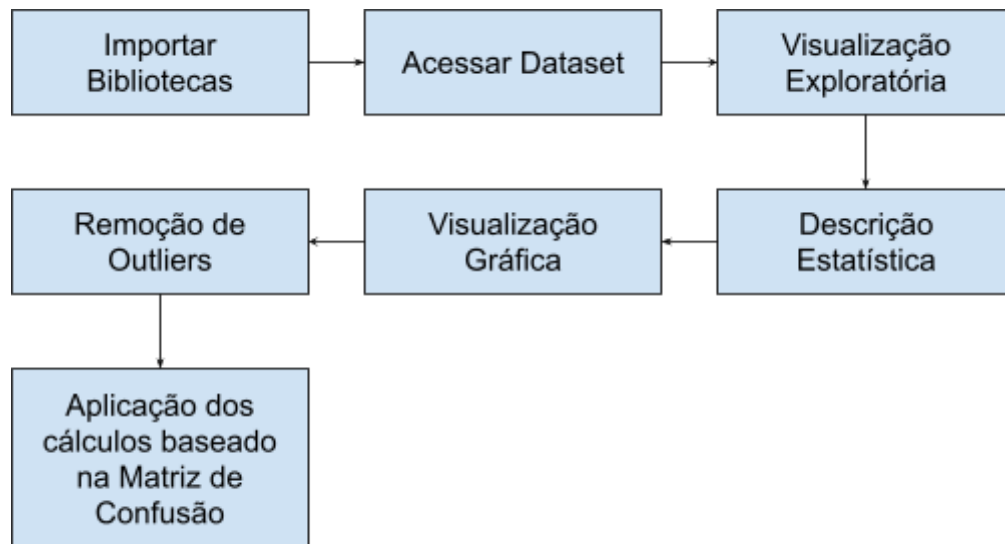 Importar
Bibliotecas
Acessar Dataset
Visualização
Exploratória
Descrição
Estatística
Visualização
Gráfica
Remoção de
Outliers
Aplicação dos
cálculos baseado
na Matriz de
Confusão